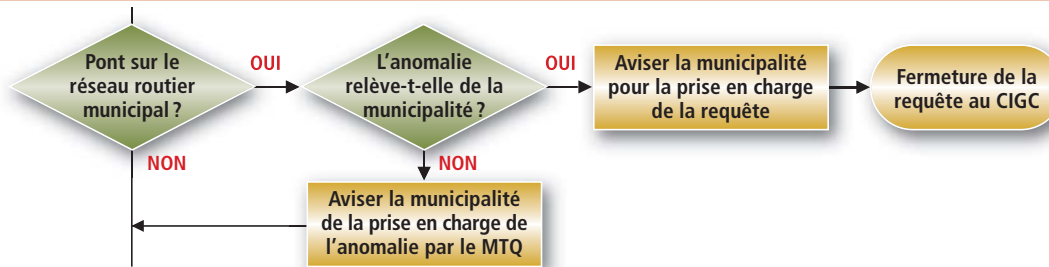 Pont sur le
réseau routier
municipal ?
OUI
L'anomalie
relève-t-elle de la
municipalité ?
OUI
Aviser la municipalité
pour la prise en charge
de la requête
Fermeture de la
requête au CIGC
NON
NON
Aviser la municipalité
de la prise en charge de
l'anomalie par le MTQ